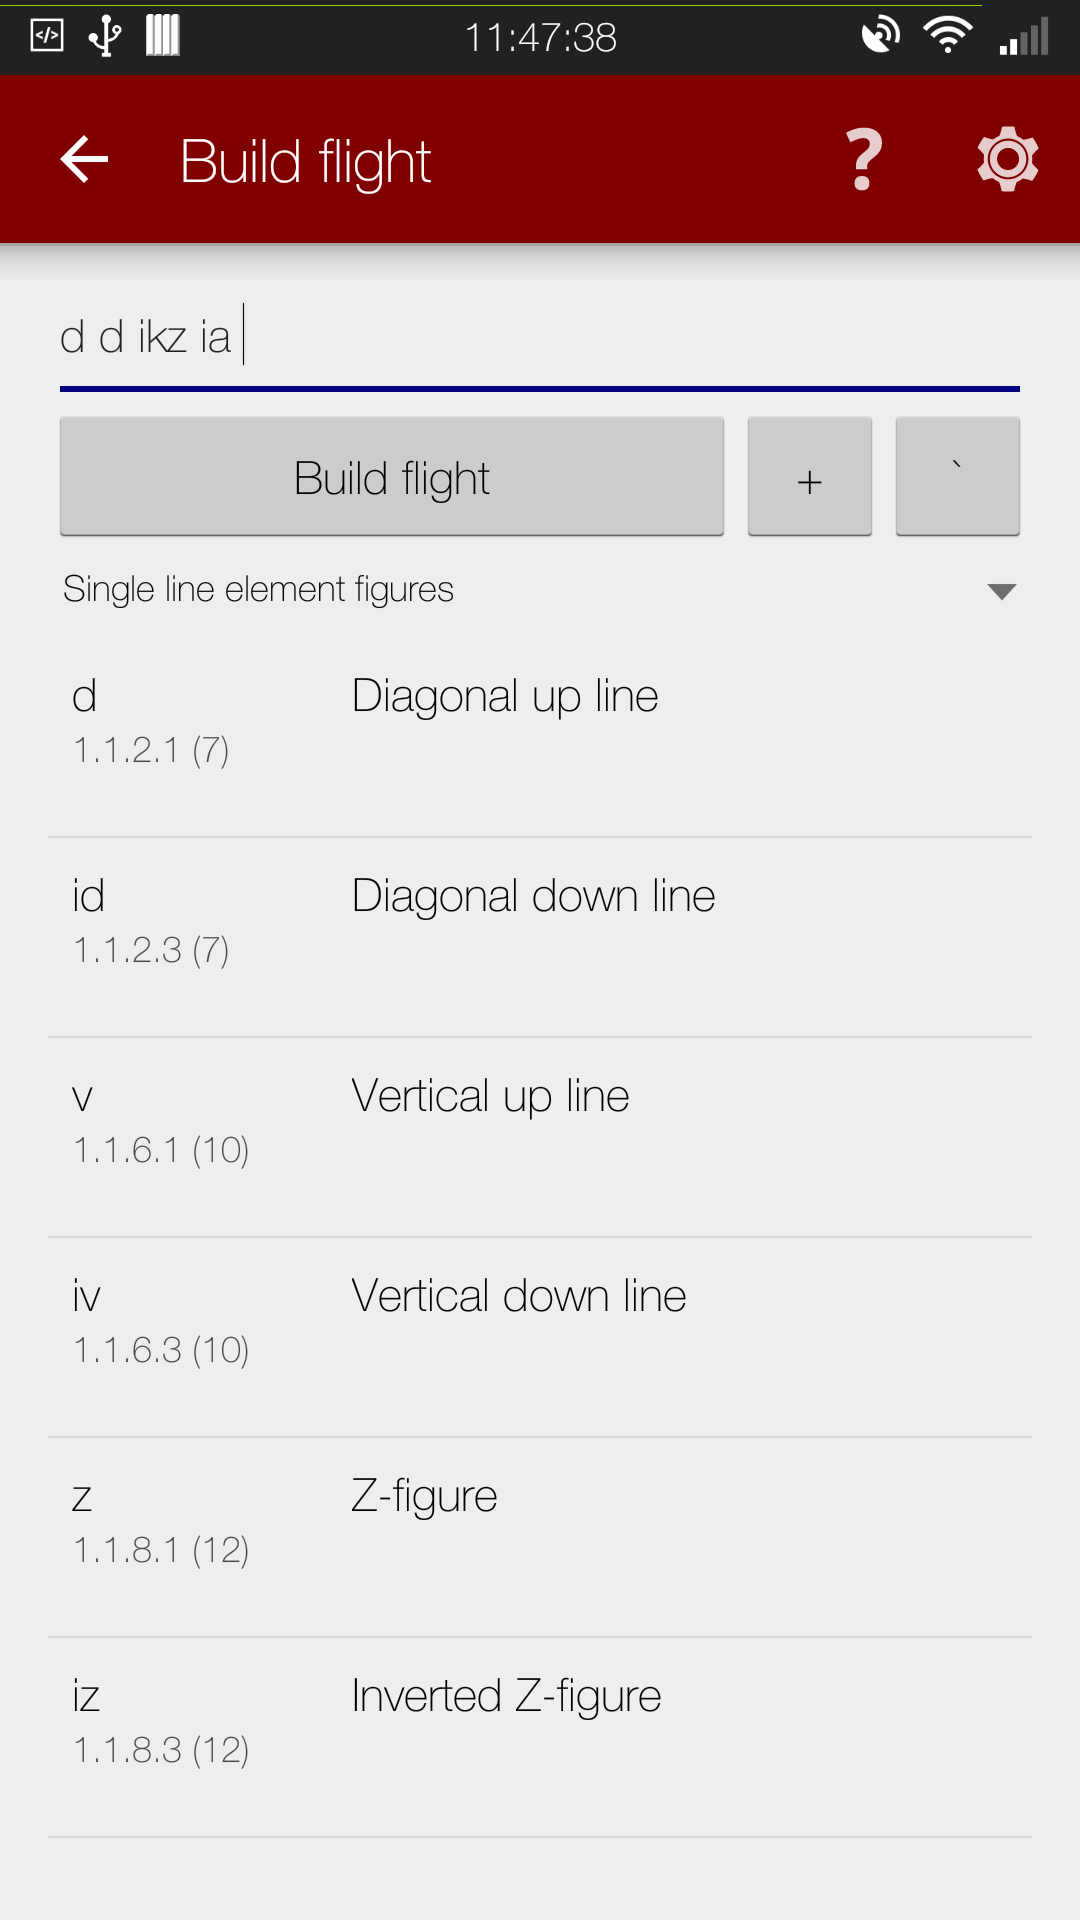 11:47:38
Build flight ?
d d ikz ia
Build flight + `
Single line element figures
d Diagonal up line
1.1.2.1 (7)
id Diagonal down line
1.1.2.3 (7)
v Vertical up line
1.1.6.1 (10)
iv Vertical down line
1.1.6.3 (10)
z Z-figure
1.1.8.1 (12)
iz Inverted Z-figure
1.1.8.3 (12)